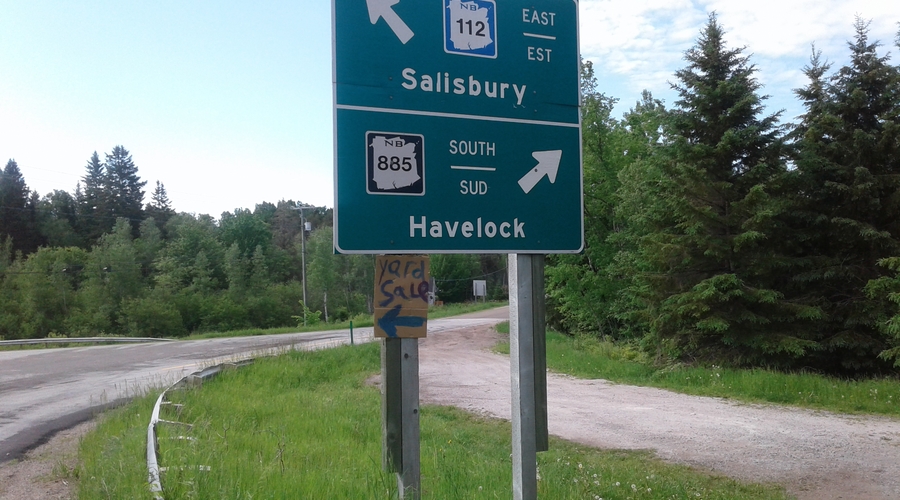 NB
112
EAST
EST
Salisbury
NB
885
SOUTH
SUD
Havelock
yard
Sale